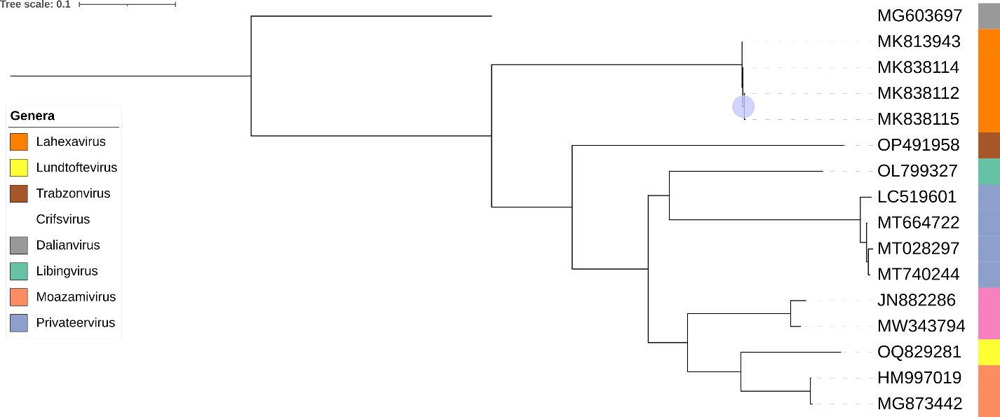 Tree scale: 0.1
MG603697
MK813943
MK838114
MK838112
MK838115
OP491958
OL799327
LC519601
MT664722
MT028297
MT740244
JN882286
MW343794
OQ829281
HM997019
MG873442
Genera
Lahexavirus
Lundtoftevirus
Trabzonvirus
Crifsvirus
Dalianvirus
Libingvirus
Moazamivirus
Privateervirus